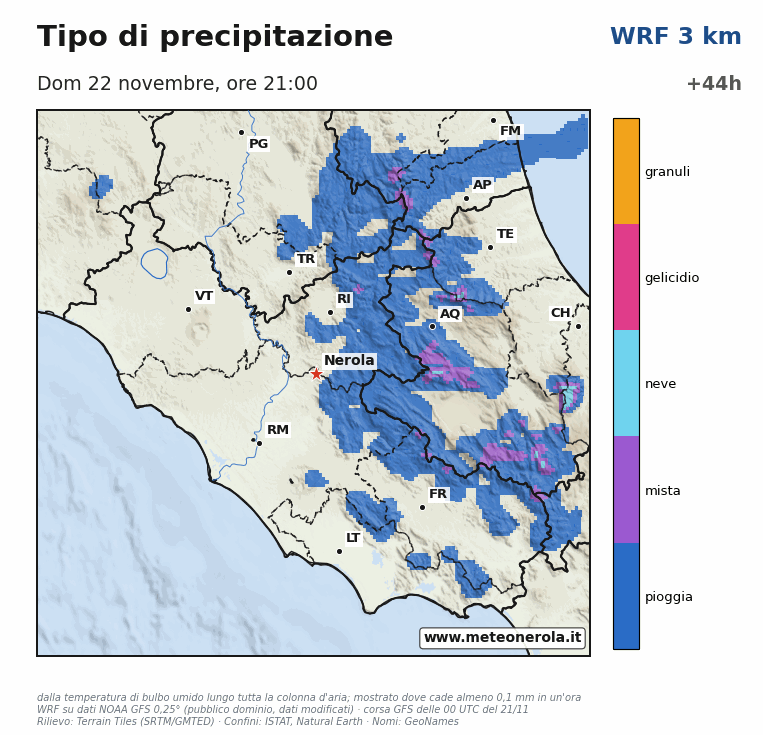 Tipo di precipitazione
WRF 3 km
Dom 22 novembre, ore 21:00
+44h
FM
PG
AP
TE
TR
VT
RI
AQ
CH
Nerola
RM
FR
LT
www.meteonerola.it
granuli
gelicidio
neve
mista
pioggia
dalla temperatura di bulbo umido lungo tutta la colonna d'aria; mostrato dove cade almeno 0,1 mm in un'ora
WRF su dati NOAA GFS 0,25° (pubblico dominio, dati modificati) · corsa GFS delle 00 UTC del 21/11
Rilievo: Terrain Tiles (SRTM/GMTED) · Confini: ISTAT, Natural Earth · Nomi: GeoNames